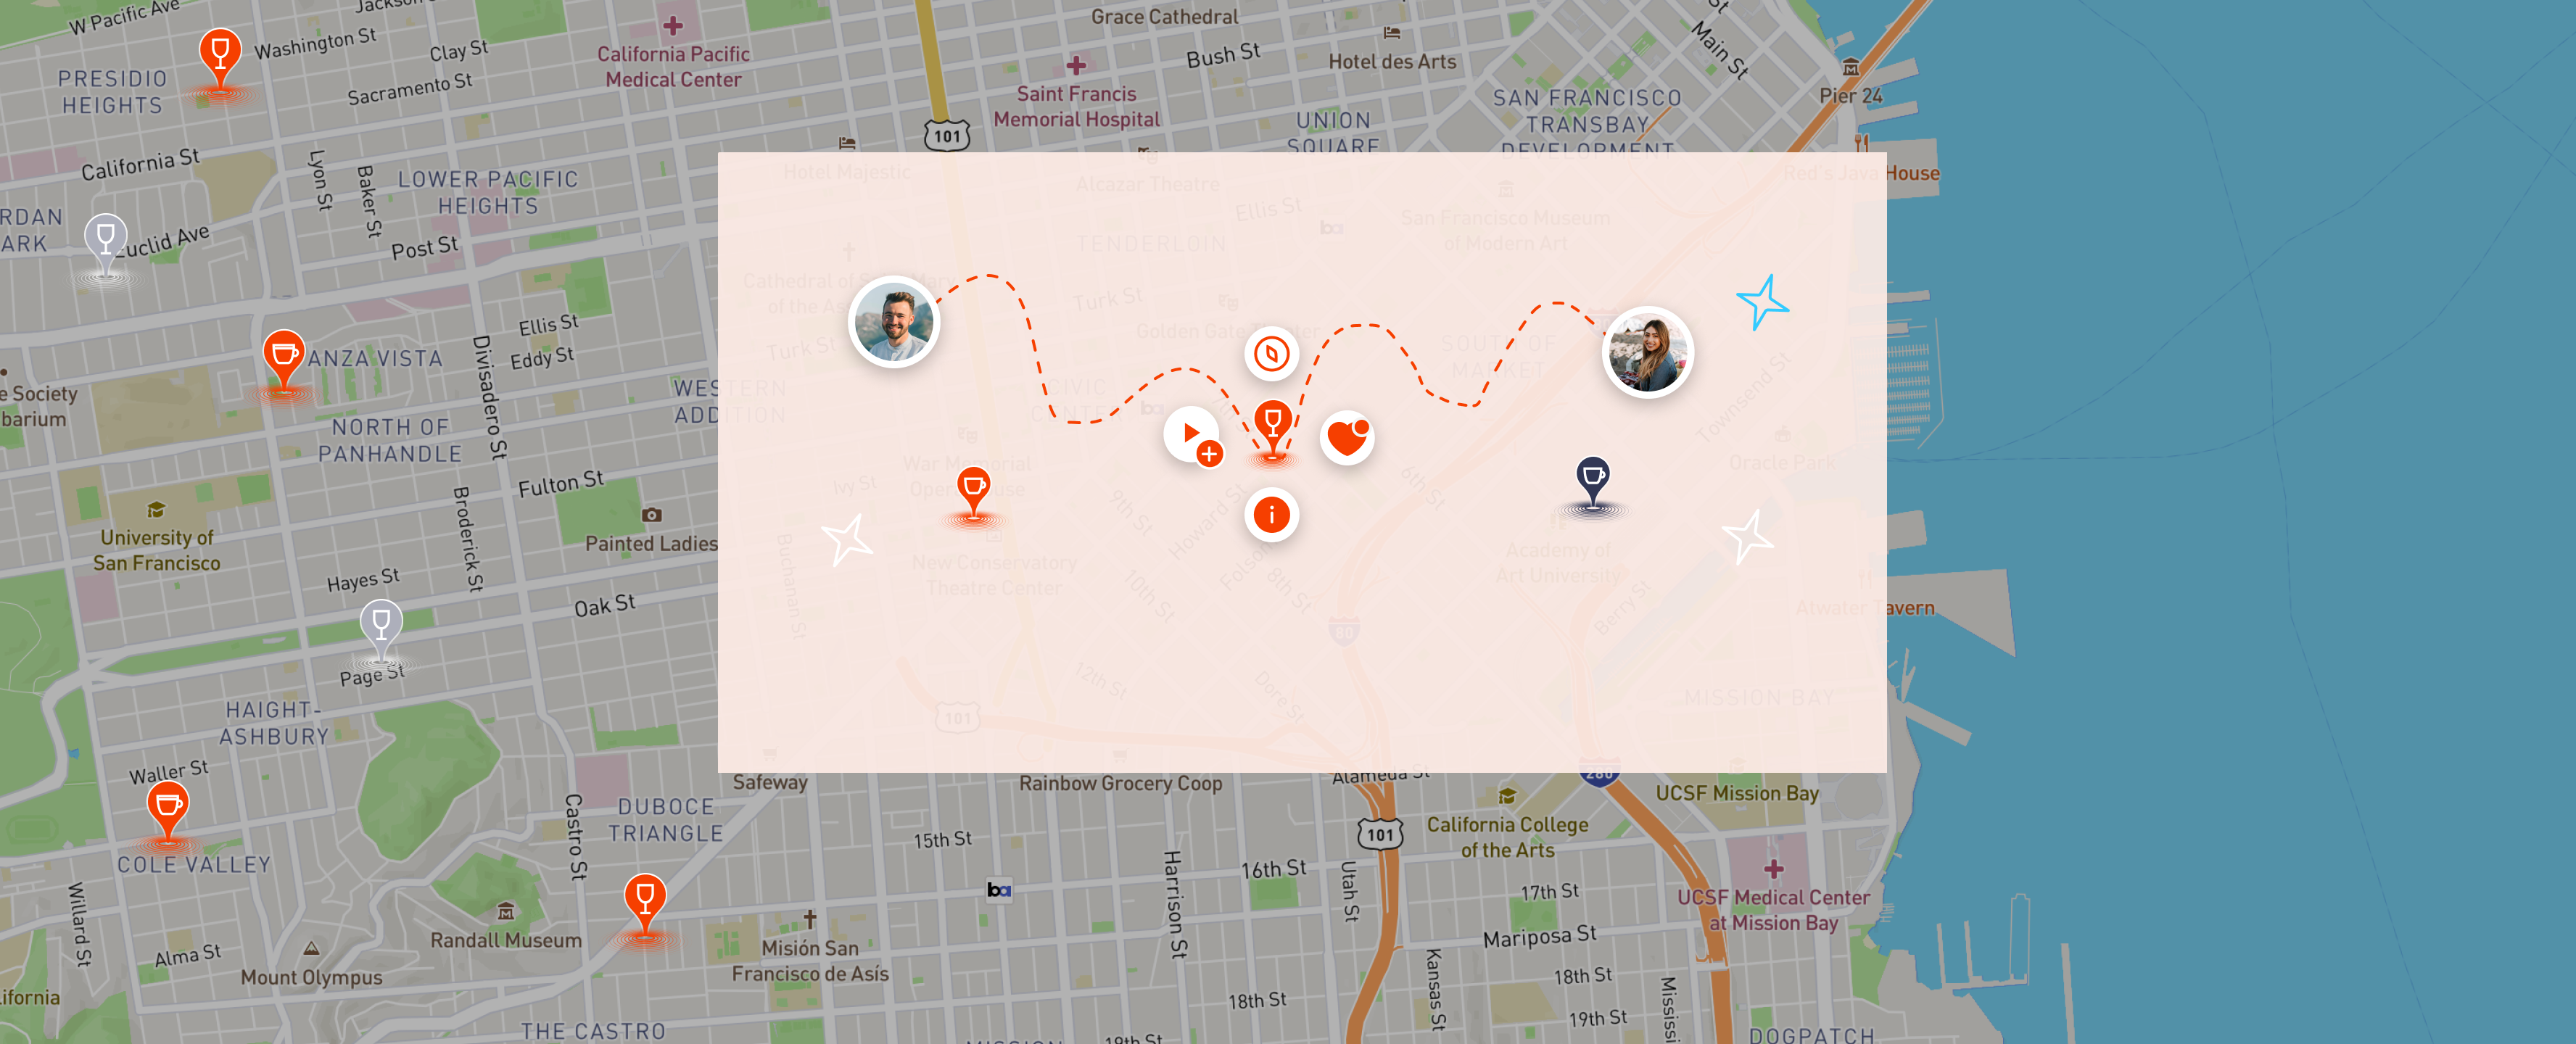 W Pacific Ave
Jackson
Washington St
Clay St
Sacramento St
PRESIDIO
HEIGHTS
California Pacific
Medical Center
Grace Cathedral
Bush St
Hotel des Arts
Saint Francis
Memorial Hospital
Main St
St
Pier 24
SAN FRANCISCO
TRANSBAY
DEVELOPMENT
UNION
SQUARE
101
California St
Lyon St
Baker St
LOWER PACIFIC
HEIGHTS
Hotel Majestic
Alcazar Theatre
Red's Java House
RDAN
ARK
Euclid Ave
Post St
Ellis St
San Francisco Museum
of Modern Art
TENDERLOIN
ba
Cathedral of
of the As
Turk St
Golden Gate
Turk St
Ellis St
Eddy St
Divisadero St
ANZA VISTA
e Society
barium
WESTERN
ADDITION
CIVIC
CENTER
ba
SOUTH OF
MARKET
Townsend St
NORTH OF
PANHANDLE
Fulton St
Broderick St
War Memorial
Opera House
Ivy St
6th St
Oracle Park
9th St
Howard St
University of
San Francisco
Painted Ladies
Buchanan St
New Conservatory
Theatre Center
10th St
Folsom
8th St
Academy of
Art University
Berry St
Hayes St
Oak St
Atwater Tavern
80
Page St
12th St
Dore St
MISSION BAY
101
HAIGHT-
ASHBURY
Waller St
Safeway
Rainbow Grocery Coop
Alameda St
280
UCSF Mission Bay
DUBOCE
TRIANGLE
Castro St
15th St
101
California College
of the Arts
COLE VALLEY
Harrison St
16th St
Utah St
17th St
UCSF Medical Center
at Mission Bay
ba
Willard St
Alma St
Randall Museum
Mount Olympus
Misión San
Francisco de Asís
Mariposa St
Kansas St
18th St
18th St
Mississi
19th St
lifornia
THE CASTRO
MISSION
19th St
DOGPATCH